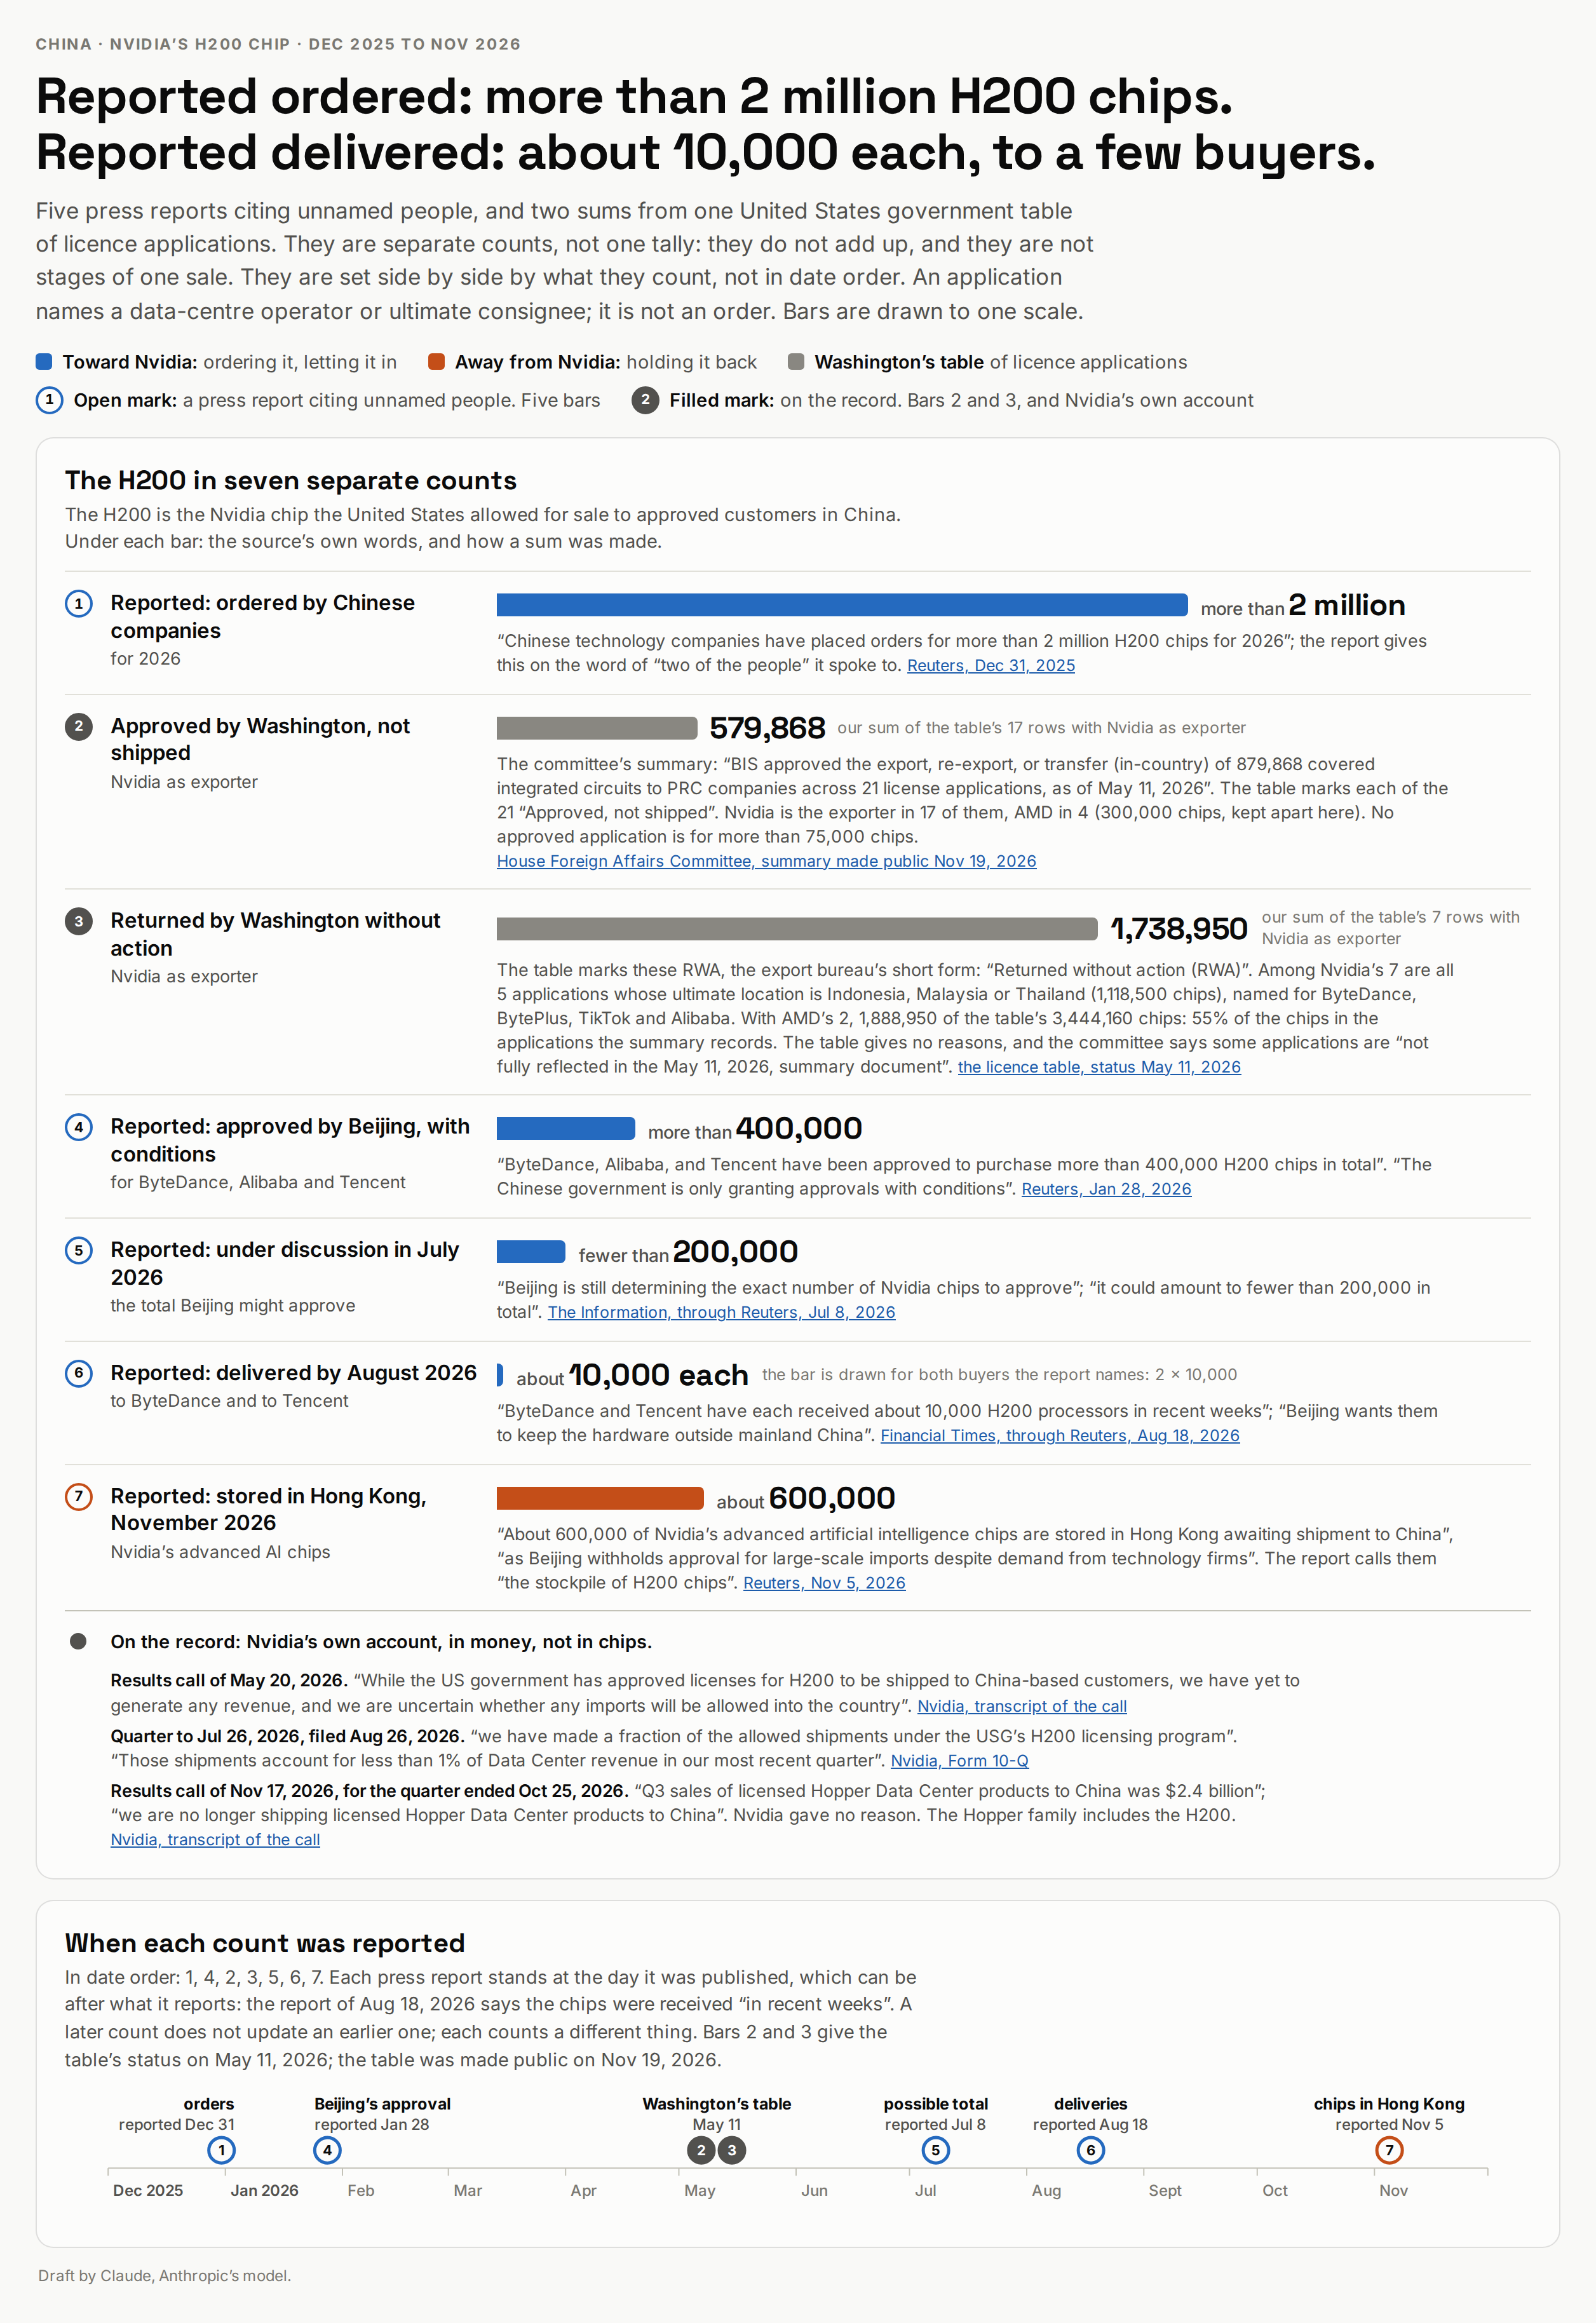 CHINA · NVIDIA’S H200 CHIP · DEC 2025 TO NOV 2026
Reported ordered: more than 2 million H200 chips.
Reported delivered: about 10,000 each, to a few buyers.
Five press reports citing unnamed people, and two sums from one United States government table
of licence applications. They are separate counts, not one tally: they do not add up, and they are not
stages of one sale. They are set side by side by what they count, not in date order. An application
names a data-centre operator or ultimate consignee; it is not an order. Bars are drawn to one scale.
Toward Nvidia: ordering it, letting it in Away from Nvidia: holding it back Washington’s table of licence applications
1 Open mark: a press report citing unnamed people. Five bars 2 Filled mark: on the record. Bars 2 and 3, and Nvidia’s own account
The H200 in seven separate counts
The H200 is the Nvidia chip the United States allowed for sale to approved customers in China.
Under each bar: the source’s own words, and how a sum was made.
1 Reported: ordered by Chinese
companies
for 2026
more than 2 million
“Chinese technology companies have placed orders for more than 2 million H200 chips for 2026”; the report gives
this on the word of “two of the people” it spoke to. Reuters, Dec 31, 2025
2 Approved by Washington, not
shipped
Nvidia as exporter
579,868 our sum of the table’s 17 rows with Nvidia as exporter
The committee’s summary: “BIS approved the export, re-export, or transfer (in-country) of 879,868 covered
integrated circuits to PRC companies across 21 license applications, as of May 11, 2026”. The table marks each of the
21 “Approved, not shipped”. Nvidia is the exporter in 17 of them, AMD in 4 (300,000 chips, kept apart here). No
approved application is for more than 75,000 chips.
House Foreign Affairs Committee, summary made public Nov 19, 2026
3 Returned by Washington without
action
Nvidia as exporter
1,738,950 our sum of the table’s 7 rows with
Nvidia as exporter
The table marks these RWA, the export bureau’s short form: “Returned without action (RWA)”. Among Nvidia’s 7 are all
5 applications whose ultimate location is Indonesia, Malaysia or Thailand (1,118,500 chips), named for ByteDance,
BytePlus, TikTok and Alibaba. With AMD’s 2, 1,888,950 of the table’s 3,444,160 chips: 55% of the chips in the
applications the summary records. The table gives no reasons, and the committee says some applications are “not
fully reflected in the May 11, 2026, summary document”. the licence table, status May 11, 2026
4 Reported: approved by Beijing, with
conditions
for ByteDance, Alibaba and Tencent
more than 400,000
“ByteDance, Alibaba, and Tencent have been approved to purchase more than 400,000 H200 chips in total”. “The
Chinese government is only granting approvals with conditions”. Reuters, Jan 28, 2026
5 Reported: under discussion in July
2026
the total Beijing might approve
fewer than 200,000
“Beijing is still determining the exact number of Nvidia chips to approve”; “it could amount to fewer than 200,000 in
total”. The Information, through Reuters, Jul 8, 2026
6 Reported: delivered by August 2026
to ByteDance and to Tencent
about 10,000 each the bar is drawn for both buyers the report names: 2 × 10,000
“ByteDance and Tencent have each received about 10,000 H200 processors in recent weeks”; “Beijing wants them
to keep the hardware outside mainland China”. Financial Times, through Reuters, Aug 18, 2026
7 Reported: stored in Hong Kong,
November 2026
Nvidia’s advanced AI chips
about 600,000
“About 600,000 of Nvidia’s advanced artificial intelligence chips are stored in Hong Kong awaiting shipment to China”,
“as Beijing withholds approval for large-scale imports despite demand from technology firms”. The report calls them
“the stockpile of H200 chips”. Reuters, Nov 5, 2026
On the record: Nvidia’s own account, in money, not in chips.
Results call of May 20, 2026. “While the US government has approved licenses for H200 to be shipped to China-based customers, we have yet to
generate any revenue, and we are uncertain whether any imports will be allowed into the country”. Nvidia, transcript of the call
Quarter to Jul 26, 2026, filed Aug 26, 2026. “we have made a fraction of the allowed shipments under the USG’s H200 licensing program”.
“Those shipments account for less than 1% of Data Center revenue in our most recent quarter”. Nvidia, Form 10-Q
Results call of Nov 17, 2026, for the quarter ended Oct 25, 2026. “Q3 sales of licensed Hopper Data Center products to China was $2.4 billion”;
“we are no longer shipping licensed Hopper Data Center products to China”. Nvidia gave no reason. The Hopper family includes the H200.
Nvidia, transcript of the call
When each count was reported
In date order: 1, 4, 2, 3, 5, 6, 7. Each press report stands at the day it was published, which can be
after what it reports: the report of Aug 18, 2026 says the chips were received “in recent weeks”. A
later count does not update an earlier one; each counts a different thing. Bars 2 and 3 give the
table’s status on May 11, 2026; the table was made public on Nov 19, 2026.
orders Beijing’s approval Washington’s table possible total deliveries chips in Hong Kong
reported Dec 31 reported Jan 28 May 11 reported Jul 8 reported Aug 18 reported Nov 5
1 4 2 3 5 6 7
Dec 2025 Jan 2026 Feb Mar Apr May Jun Jul Aug Sept Oct Nov
Draft by Claude, Anthropic’s model.